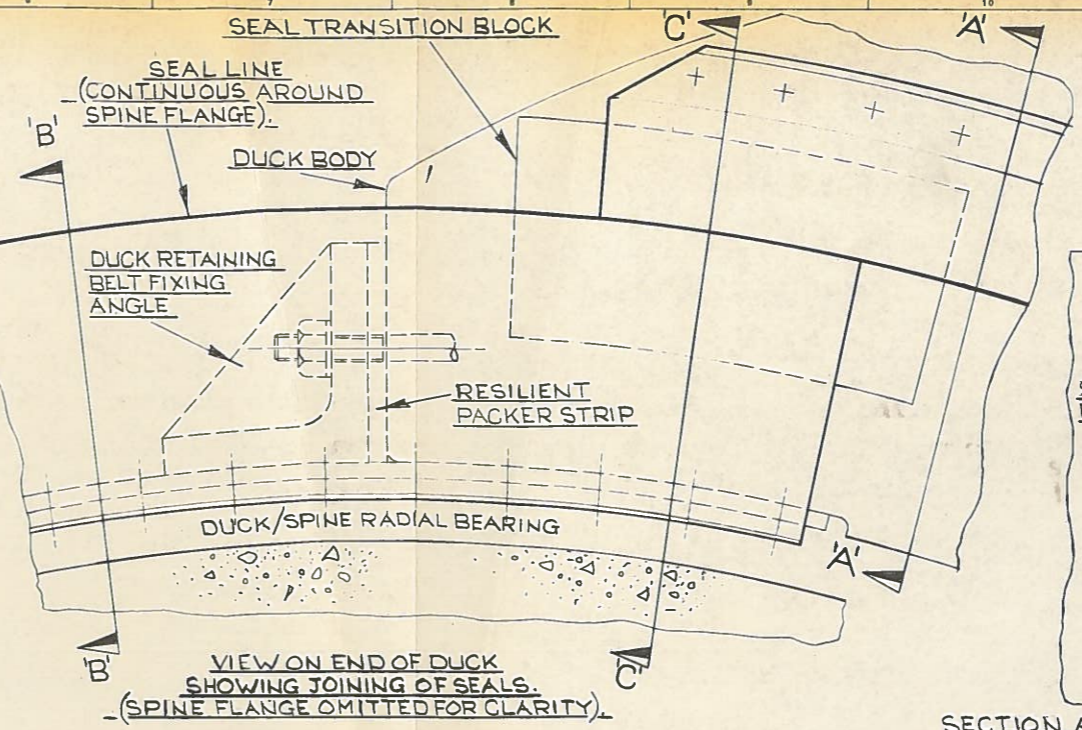 SEAL TRANSITION BLOCK
'C'
'A'
10
SEAL LINE
(CONTINUOUS AROUND
SPINE FLANGE).
'B'
DUCK BODY
DUCK RETAINING
BELT FIXING
ANGLE
RESILIENT
PACKER STRIP
DUCK/SPINE RADIAL BEARING
'A'
'B'
'C'
VIEW ON END OF DUCK
SHOWING JOINING OF SEALS.
(SPINE FLANGE OMITTED FOR CLARITY).
SECTION A